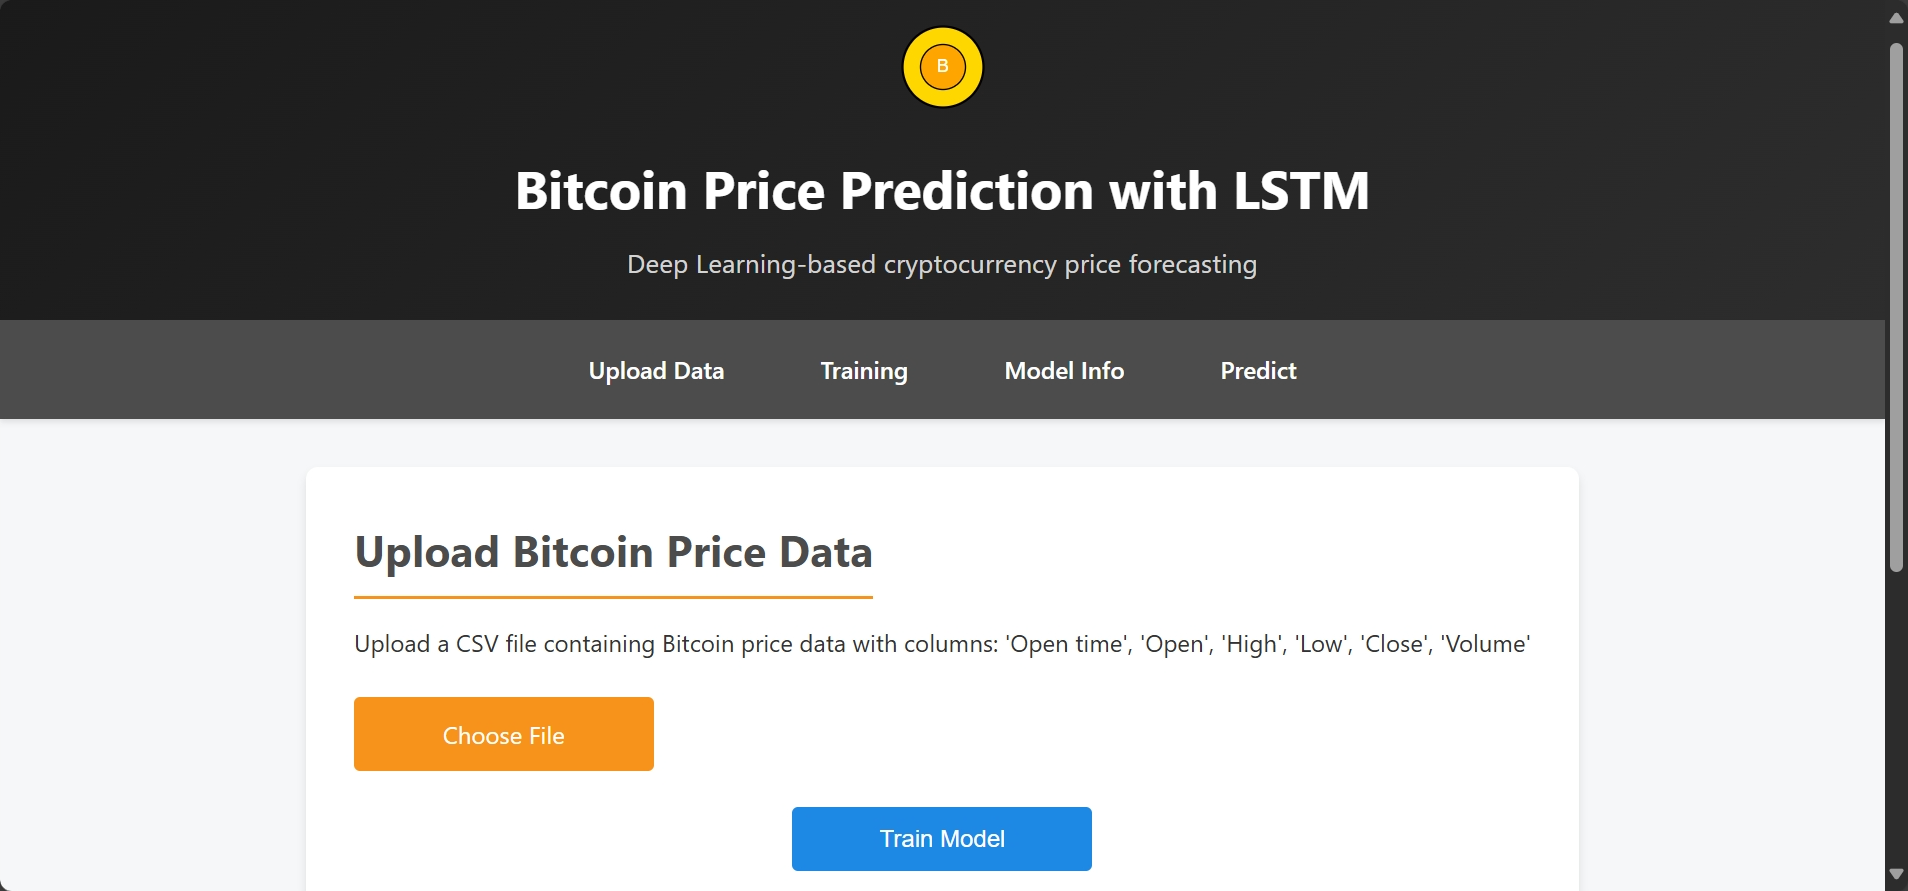 B
Bitcoin Price Prediction with LSTM
Deep Learning-based cryptocurrency price forecasting
Upload Data Training Model Info Predict
Upload Bitcoin Price Data
Upload a CSV file containing Bitcoin price data with columns: 'Open time', 'Open', 'High', 'Low', 'Close', 'Volume'
Choose File
Train Model